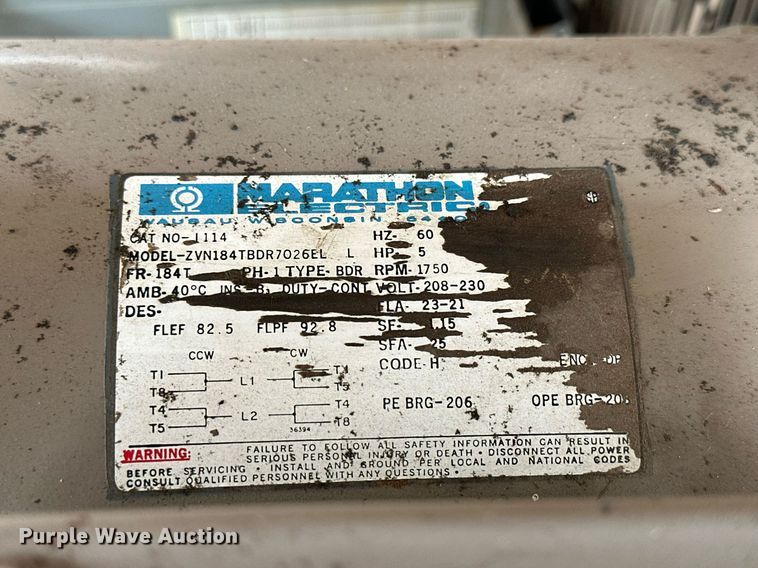 MARATHON
ELECTRIC
WAUSAU, WISCONSIN
CAT NO- I114 HZ- 60
MODEL-ZVN184TBDR7026EL L HP- 5
FR-184T PH-1 TYPE-BDR RPM-1750
AMB-40°C INS-B DUTY-CONT VOLT-208-230
DES- FLA- 23-21
FLEF 82.5 FLPF 92.8 SF- 1.15
SFA- 25
CCW CW CODE-H
T1 L1 T1
T8 T5
T4 L2 T4 PE BRG-206 OPE BRG-
T5 T8
36394
WARNING: FAILURE TO FOLLOW ALL SAFETY INFORMATION CAN RESULT IN
SERIOUS PERSONAL INJURY OR DEATH • DISCONNECT ALL POWER
BEFORE SERVICING • INSTALL AND GROUND PER LOCAL AND NATIONAL CODES
CONSULT QUALIFIED PERSONNEL WITH ANY QUESTIONS •
Purple Wave Auction